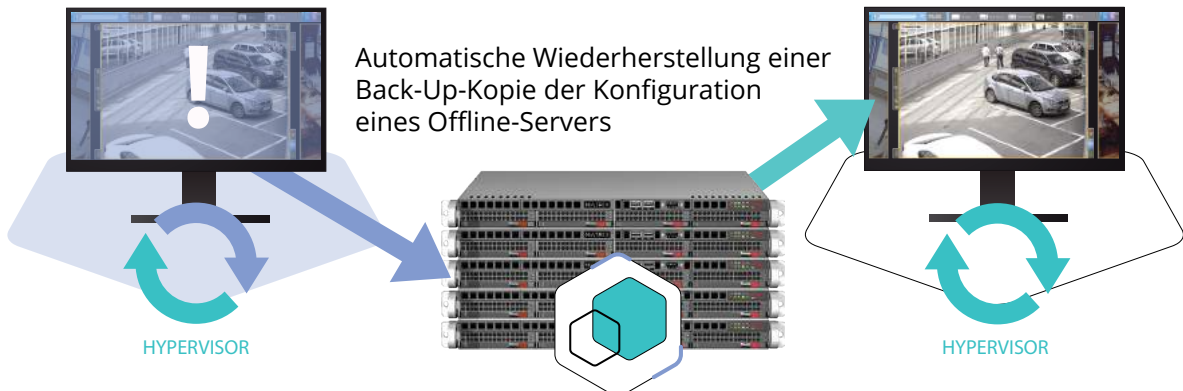 Automatische Wiederherstellung einer
Back-Up-Kopie der Konfiguration
eines Offline-Servers
HYPERVISOR
HYPERVISOR